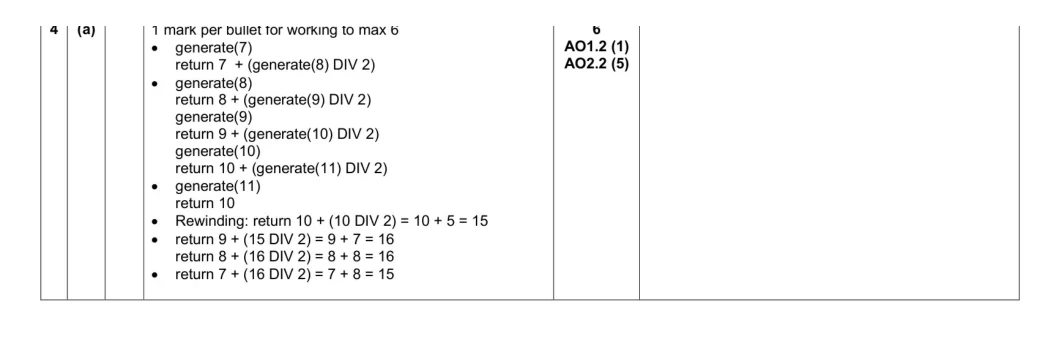 4 (a) 1 mark per bullet for working to max 6 6
• generate(7) AO1.2 (1)
return 7 + (generate(8) DIV 2) AO2.2 (5)
• generate(8)
return 8 + (generate(9) DIV 2)
generate(9)
return 9 + (generate(10) DIV 2)
generate(10)
return 10 + (generate(11) DIV 2)
• generate(11)
return 10
• Rewinding: return 10 + (10 DIV 2) = 10 + 5 = 15
• return 9 + (15 DIV 2) = 9 + 7 = 16
return 8 + (16 DIV 2) = 8 + 8 = 16
• return 7 + (16 DIV 2) = 7 + 8 = 15